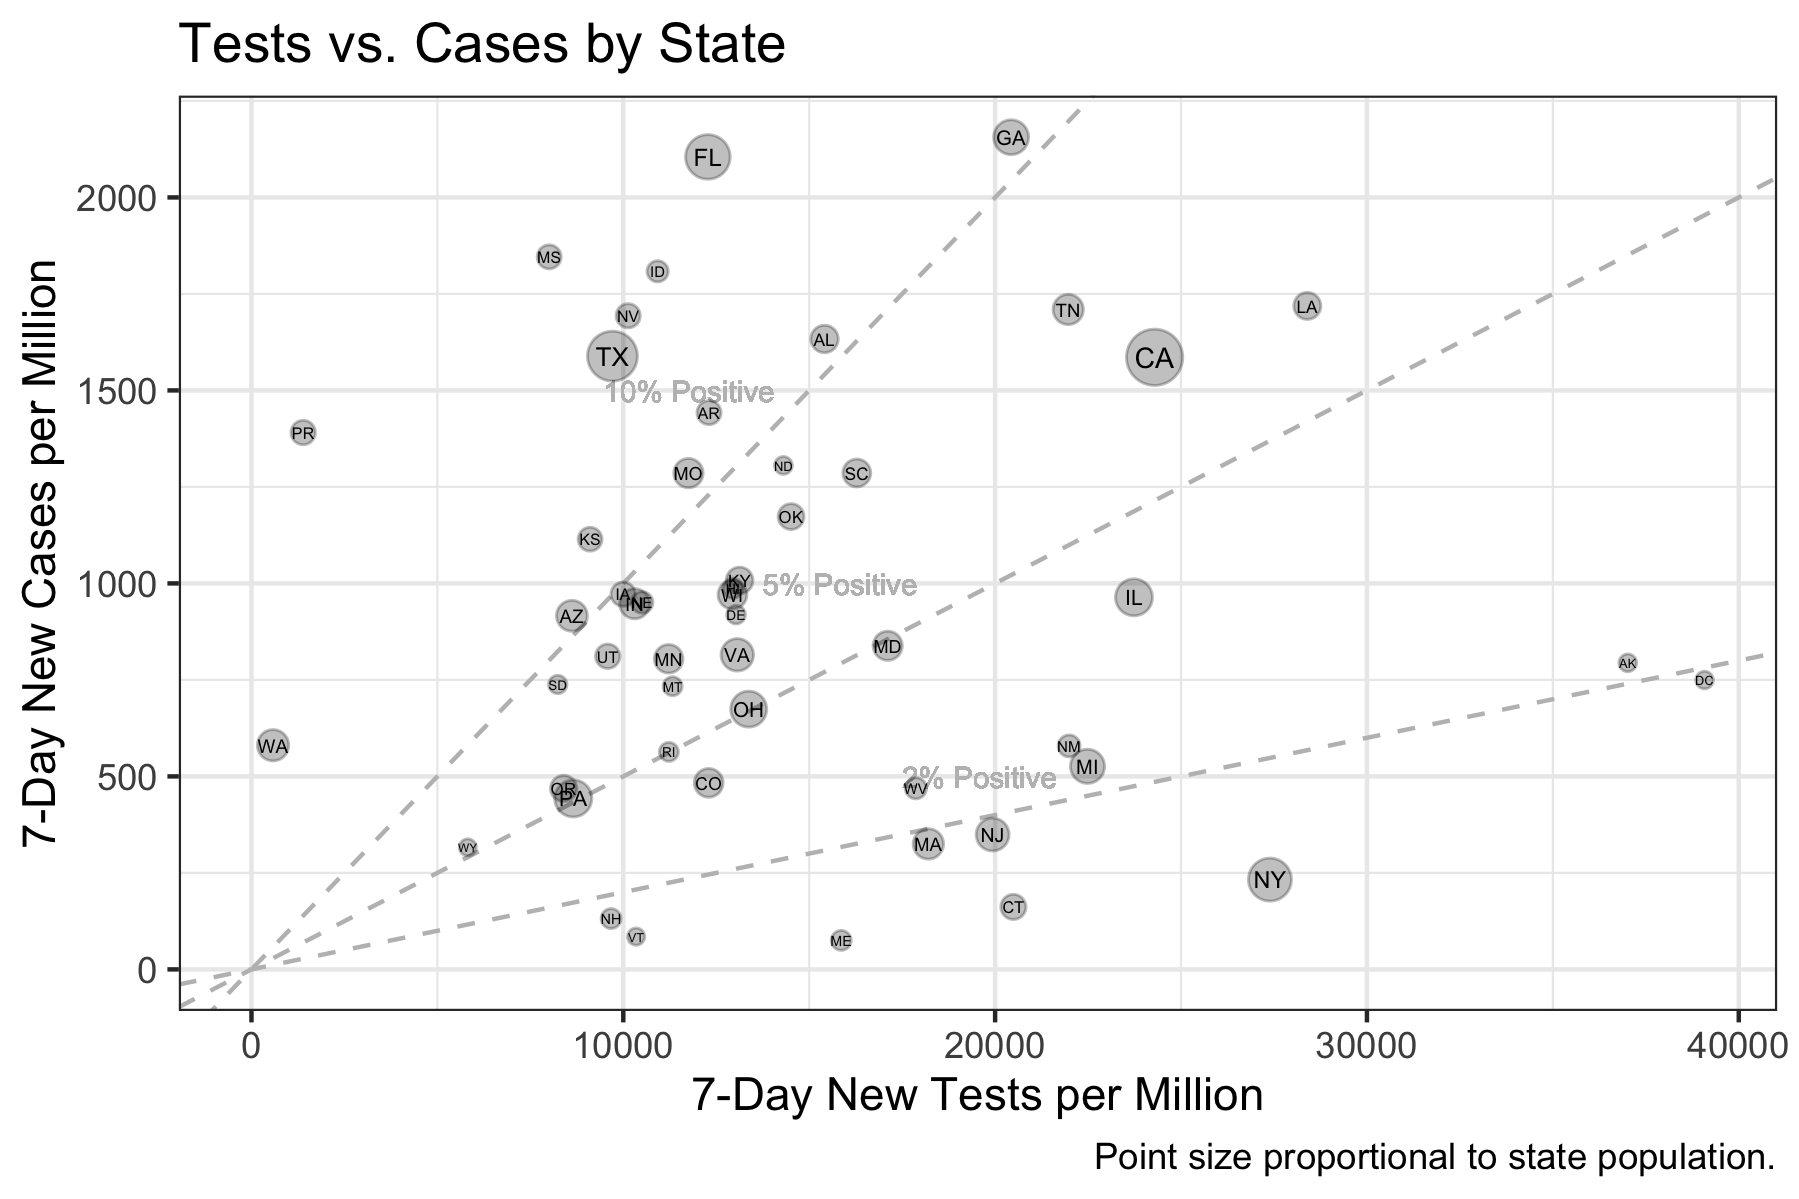 Tests vs. Cases by State
7-Day New Cases per Million
2000
1500
1000
500
0
GA
FL
MS
ID
NV
TN
LA
AL
TX
CA
10% Positive
AR
PR
ND
MO
SC
OK
KS
KY
5% Positive
WI
IA
IN
NE
IL
DE
AZ
MD
VA
UT
MN
AK
DC
SD
MT
OH
WA
NM
RI
MI
2% Positive
CO
WV
OR
PA
NJ
MA
WY
NY
CT
NH
VT
ME
0
10000
20000
30000
40000
7-Day New Tests per Million
Point size proportional to state population.